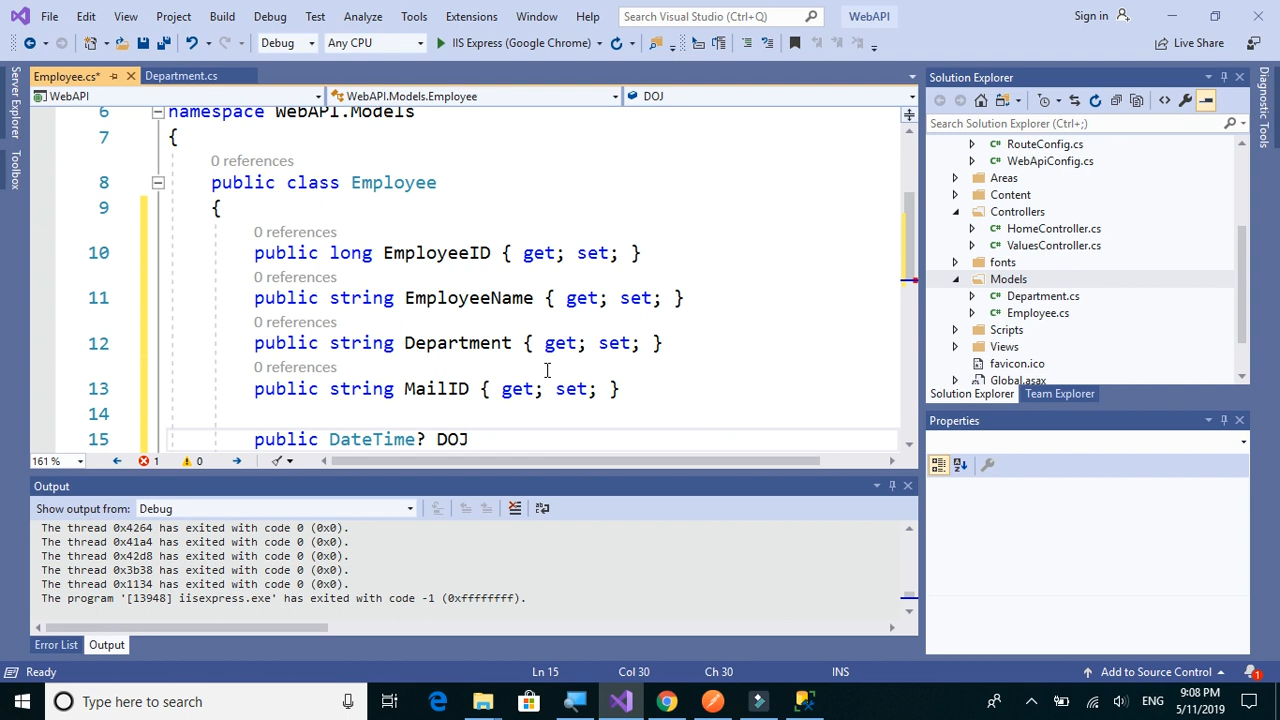 File Edit View Project Build Debug Test Analyze Tools Extensions Window Help Search Visual Studio (Ctrl+Q) WebAPI Sign in
Debug Any CPU IIS Express (Google Chrome) Live Share
Employee.cs* Department.cs
WebAPI WebAPI.Models.Employee DOJ
Server Explorer
Toolbox
6 namespace WebAPI.Models
7 {
0 references
8 public class Employee
9 {
0 references
10 public long EmployeeID { get; set; }
0 references
11 public string EmployeeName { get; set; }
0 references
12 public string Department { get; set; }
0 references
13 public string MailID { get; set; }
14
15 public DateTime? DOJ
161 % 1 0
Output
Show output from: Debug
The thread 0x4264 has exited with code 0 (0x0).
The thread 0x41a4 has exited with code 0 (0x0).
The thread 0x42d8 has exited with code 0 (0x0).
The thread 0x3b38 has exited with code 0 (0x0).
The thread 0x1134 has exited with code 0 (0x0).
The program '[13948] iisexpress.exe' has exited with code -1 (0xffffffff).
Error List Output
Solution Explorer
Search Solution Explorer (Ctrl+;)
RouteConfig.cs
WebApiConfig.cs
Areas
Content
Controllers
HomeController.cs
ValuesController.cs
fonts
Models
Department.cs
Employee.cs
Scripts
Views
favicon.ico
Global.asax
Solution Explorer Team Explorer
Properties
Diagnostic Tools
Ready Ln 15 Col 30 Ch 30 INS Add to Source Control 1
Type here to search ENG 9:08 PM
5/11/2019